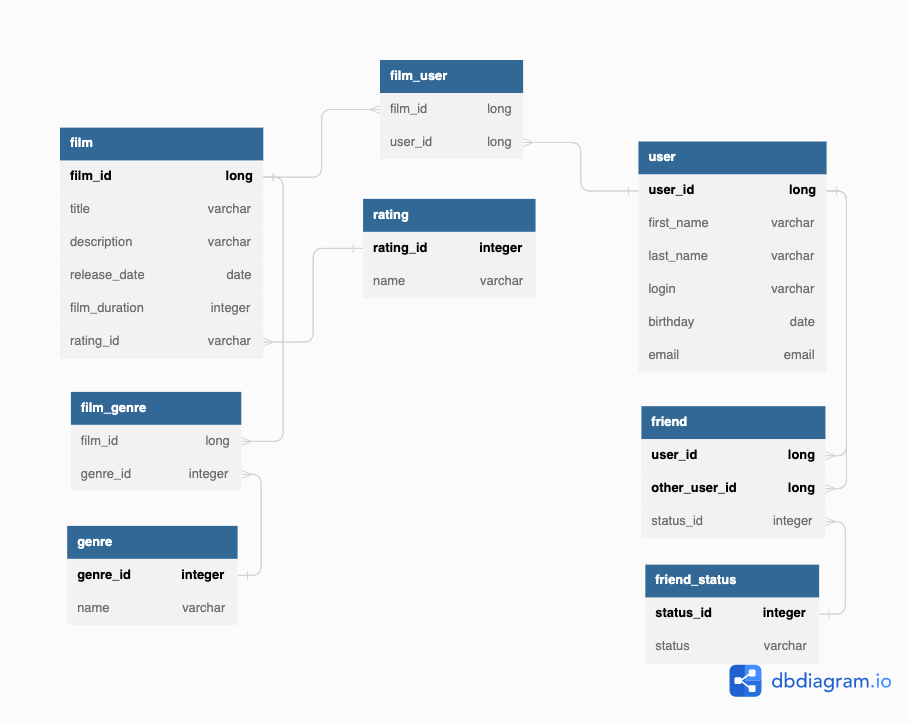 film_user
film_id long
user_id long
film
film_id long
title varchar
description varchar
release_date date
film_duration integer
rating_id varchar
rating
rating_id integer
name varchar
user
user_id long
first_name varchar
last_name varchar
login varchar
birthday date
email email
film_genre
film_id long
genre_id integer
genre
genre_id integer
name varchar
friend
user_id long
other_user_id long
status_id integer
friend_status
status_id integer
status varchar
dbdiagram.io